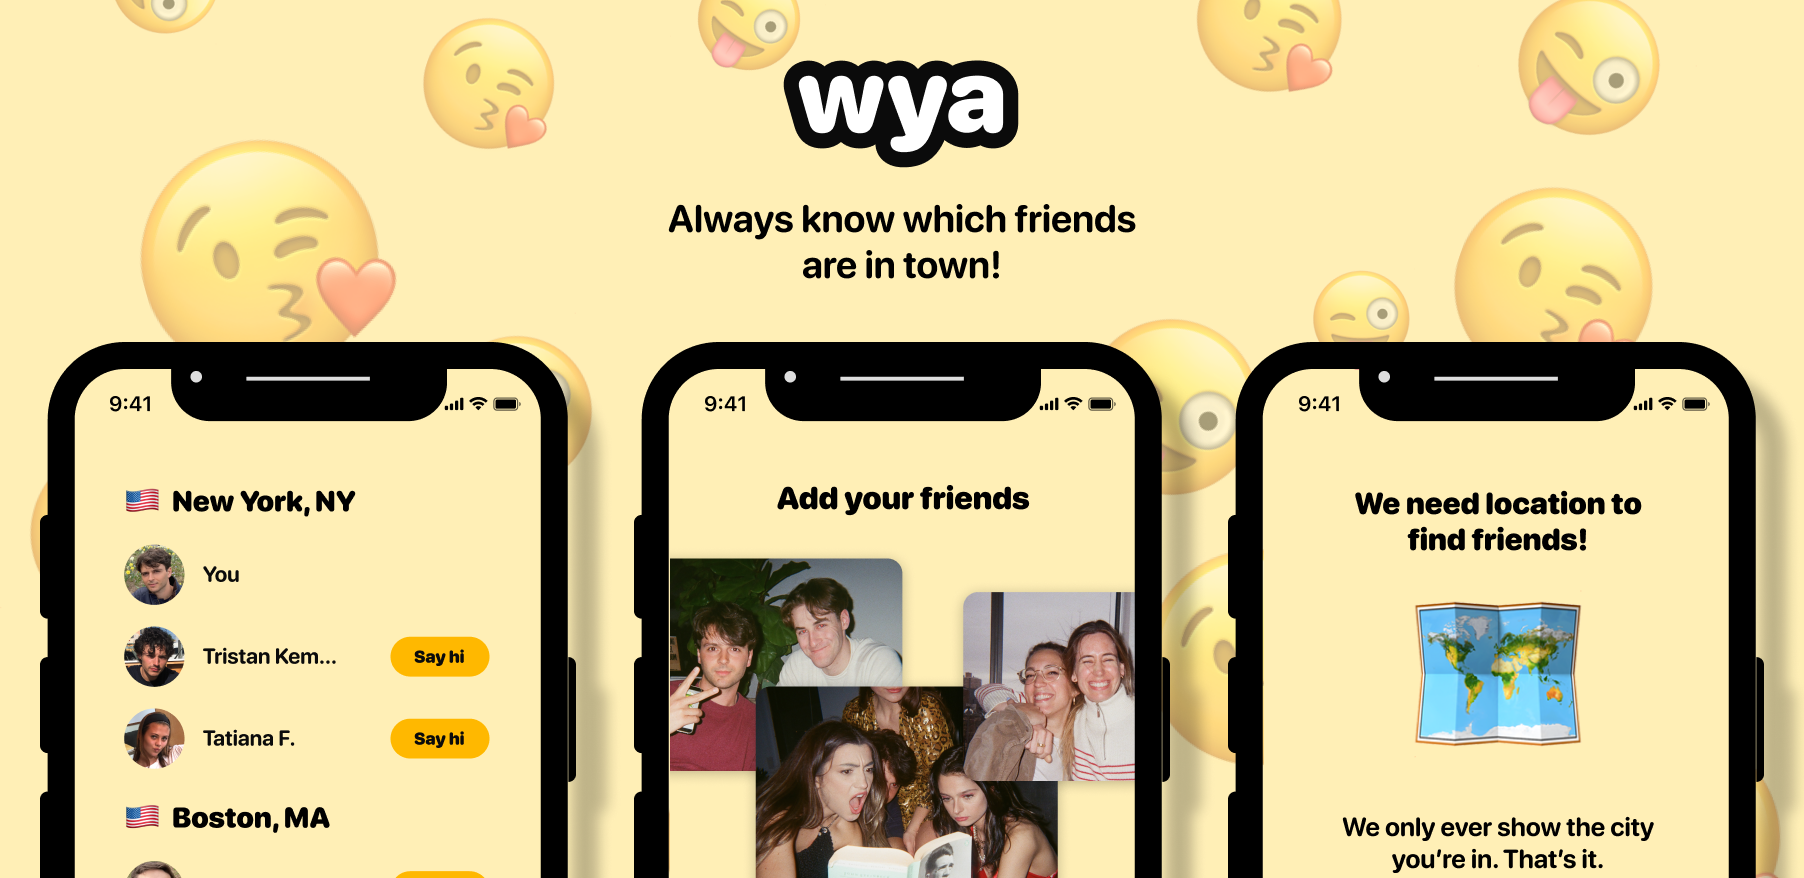 wya
Always know which friends
are in town!
9:41
New York, NY
You
Tristan Kem...
Say hi
Tatiana F.
Say hi
Boston, MA
9:41
Add your friends
9:41
We need location to
find friends!
We only ever show the city
you're in. That's it.